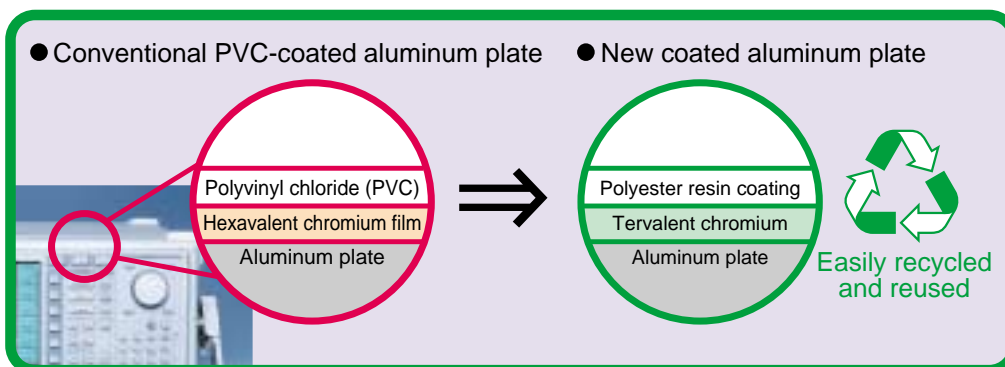 ● Conventional PVC-coated aluminum plate
Polyvinyl chloride (PVC)
Hexavalent chromium film
Aluminum plate
● New coated aluminum plate
Polyester resin coating
Tervalent chromium
Aluminum plate
Easily recycled
and reused